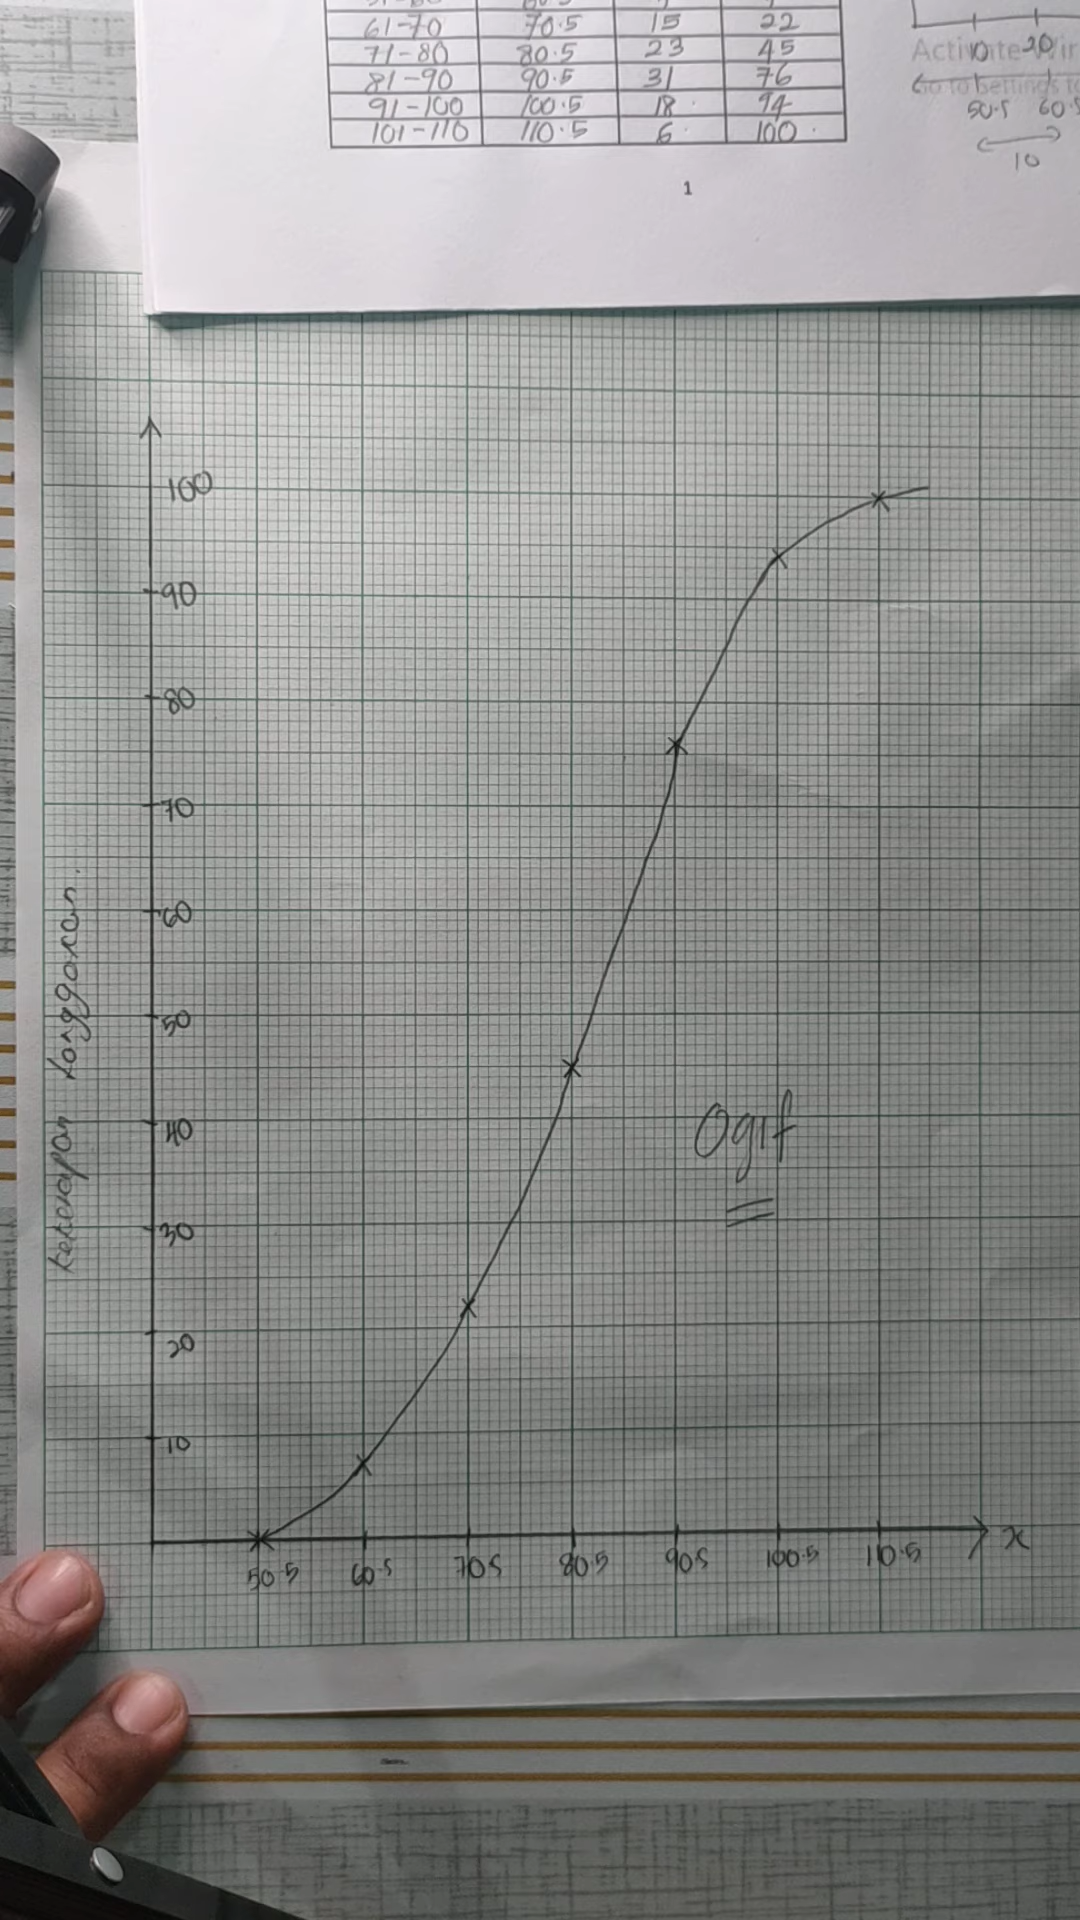 61-70 70.5 15 22
71-80 80.5 23 45
81-90 90.5 31 76
91-100 100.5 18 94
101-110 110.5 6 100
10 20
50.5 60.5
10
1
100
90
80
70
60
50
40
30
20
10
kekerapan longgokan.
Ogif
50.5 60.5 70.5 80.5 90.5 100.5 110.5 x